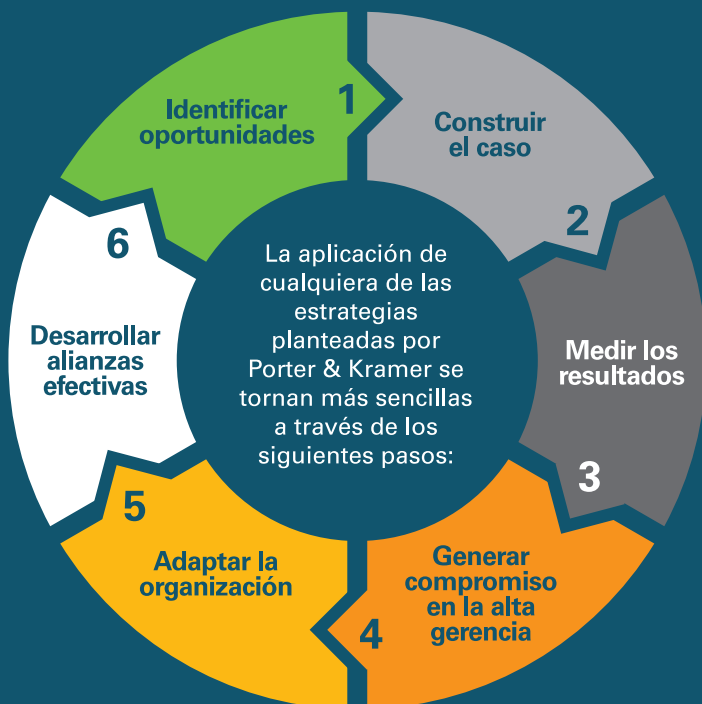 La aplicación de
cualquiera de las
estrategias
planteadas por
Porter & Kramer se
tornan más sencillas
a través de los
siguientes pasos:
1
Identificar
oportunidades
2
Construir
el caso
3
Medir los
resultados
4
Generar
compromiso
en la alta
gerencia
5
Adaptar la
organización
6
Desarrollar
alianzas
efectivas